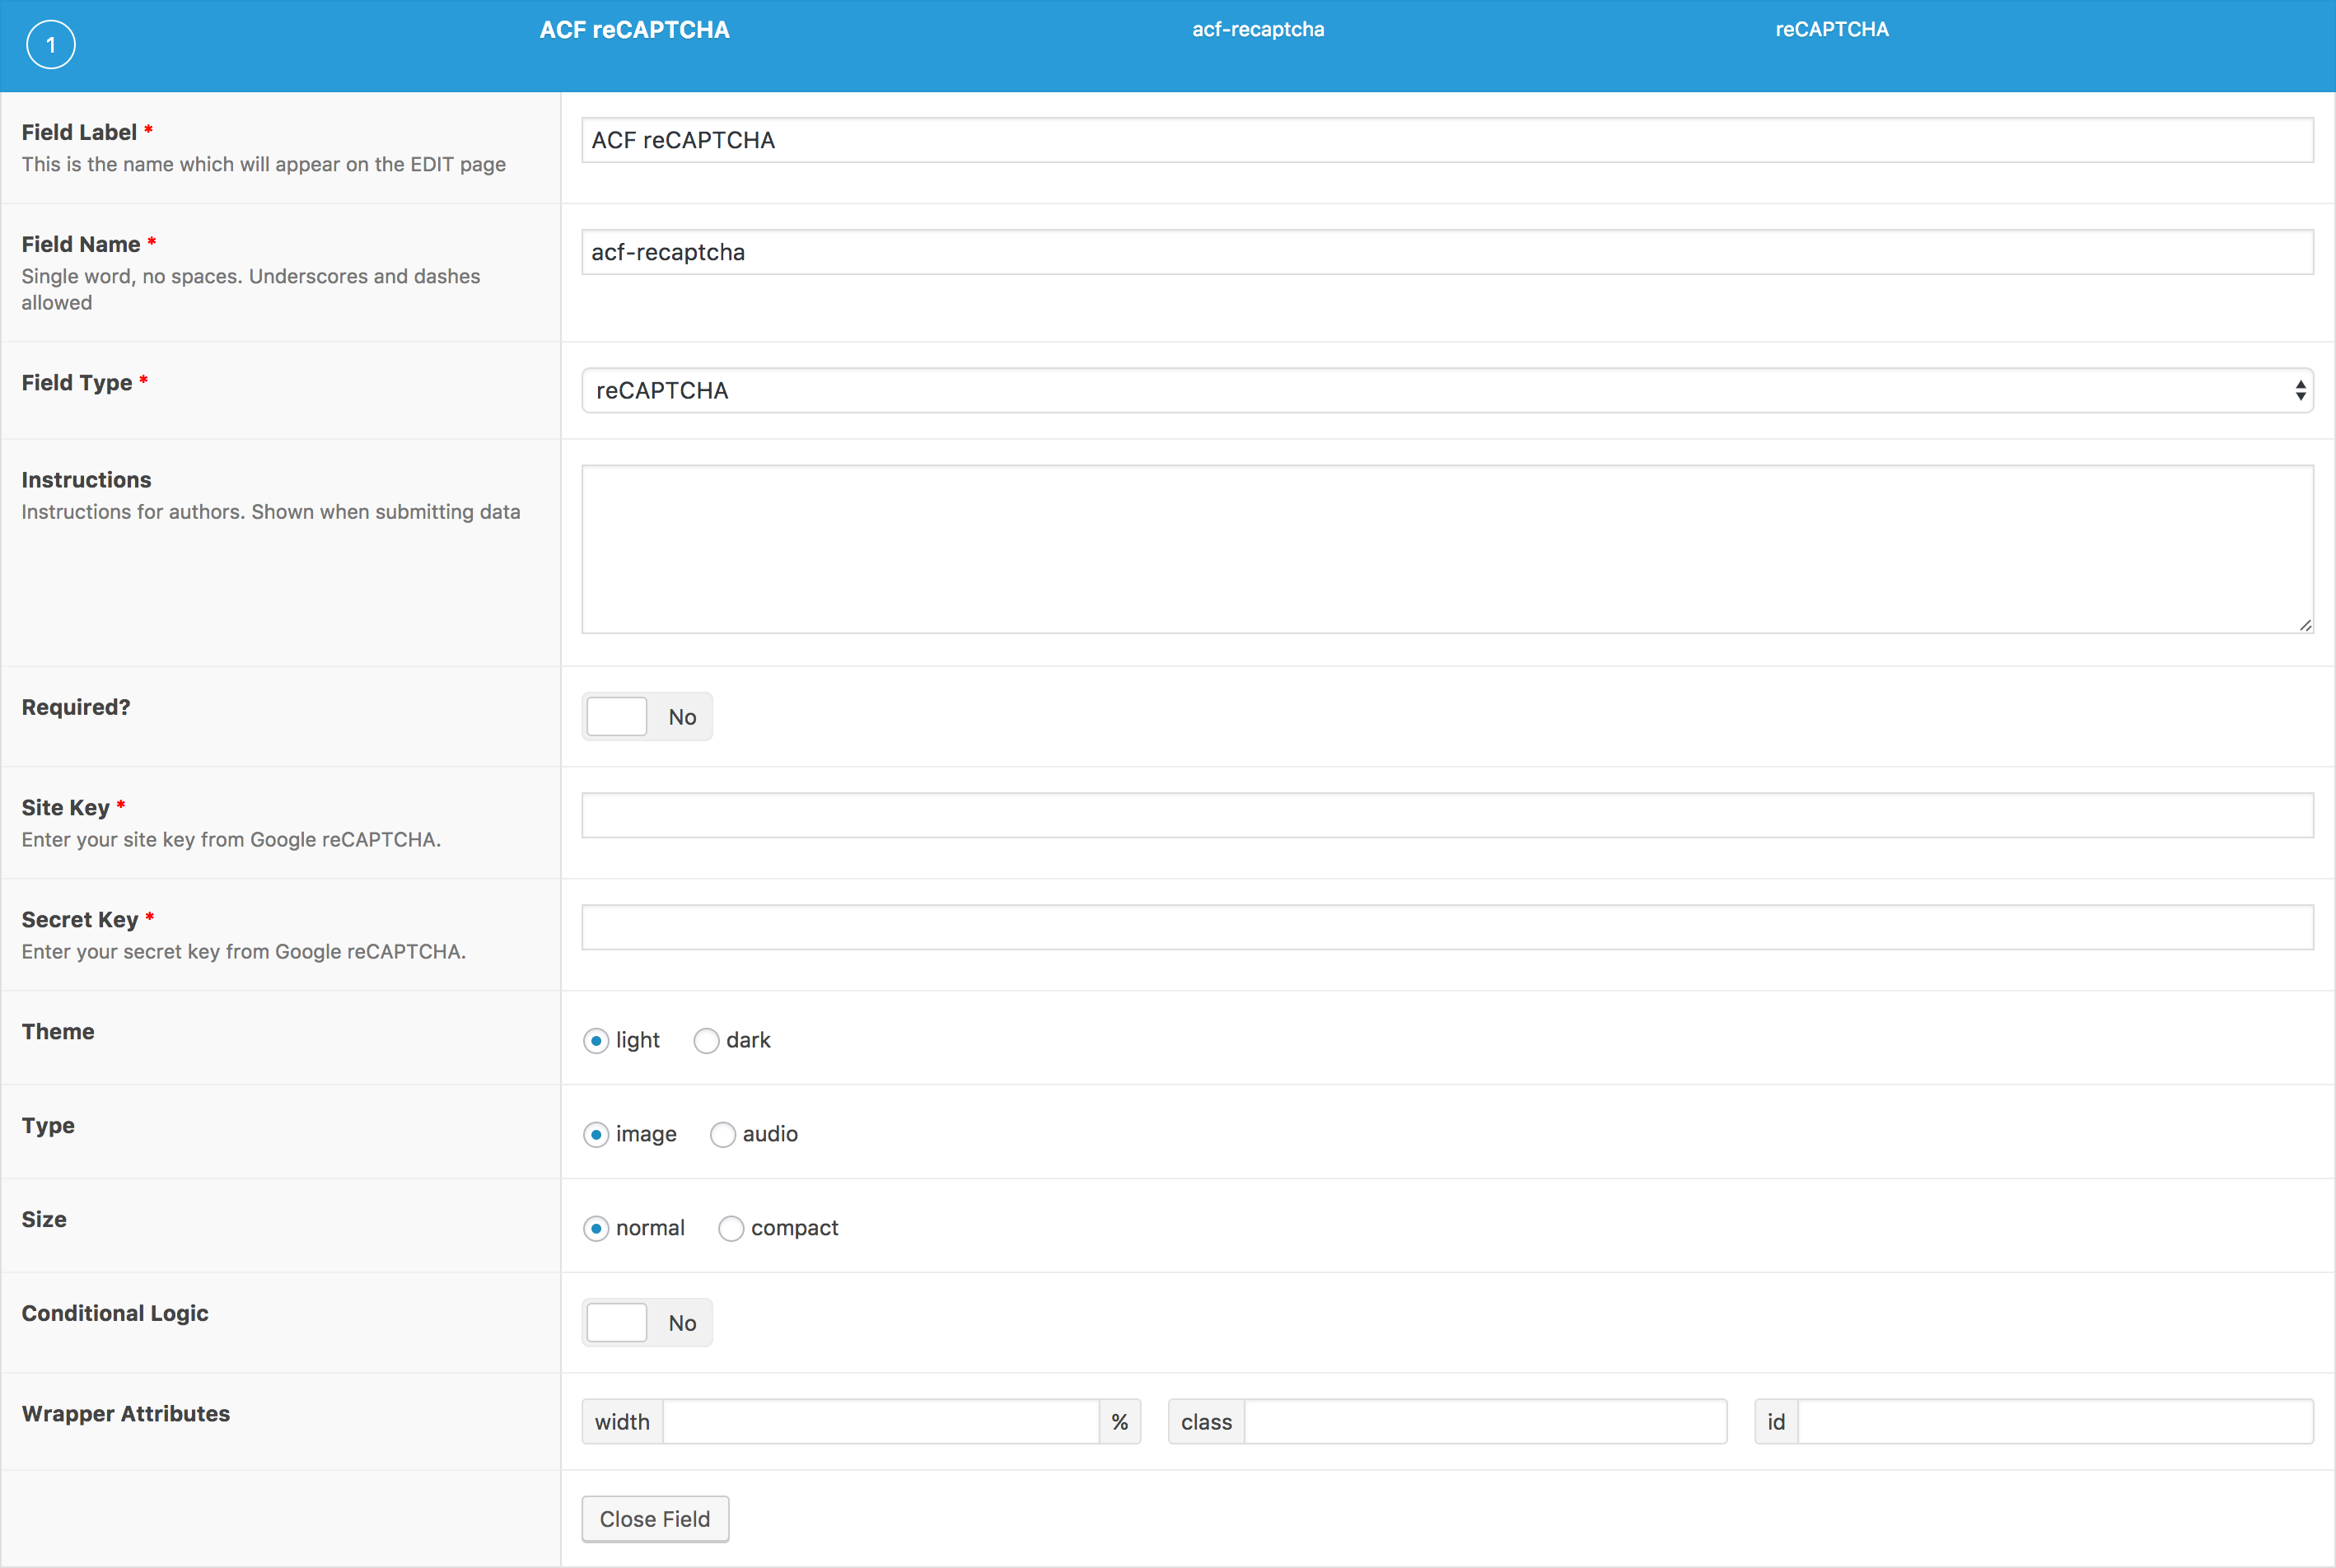 1
ACF reCAPTCHA
acf-recaptcha
reCAPTCHA
Field Label *
This is the name which will appear on the EDIT page
ACF reCAPTCHA
Field Name *
Single word, no spaces. Underscores and dashes
allowed
acf-recaptcha
Field Type *
reCAPTCHA
Instructions
Instructions for authors. Shown when submitting data
Required?
No
Site Key *
Enter your site key from Google reCAPTCHA.
Secret Key *
Enter your secret key from Google reCAPTCHA.
Theme
light
dark
Type
image
audio
Size
normal
compact
Conditional Logic
No
Wrapper Attributes
width
%
class
id
Close Field